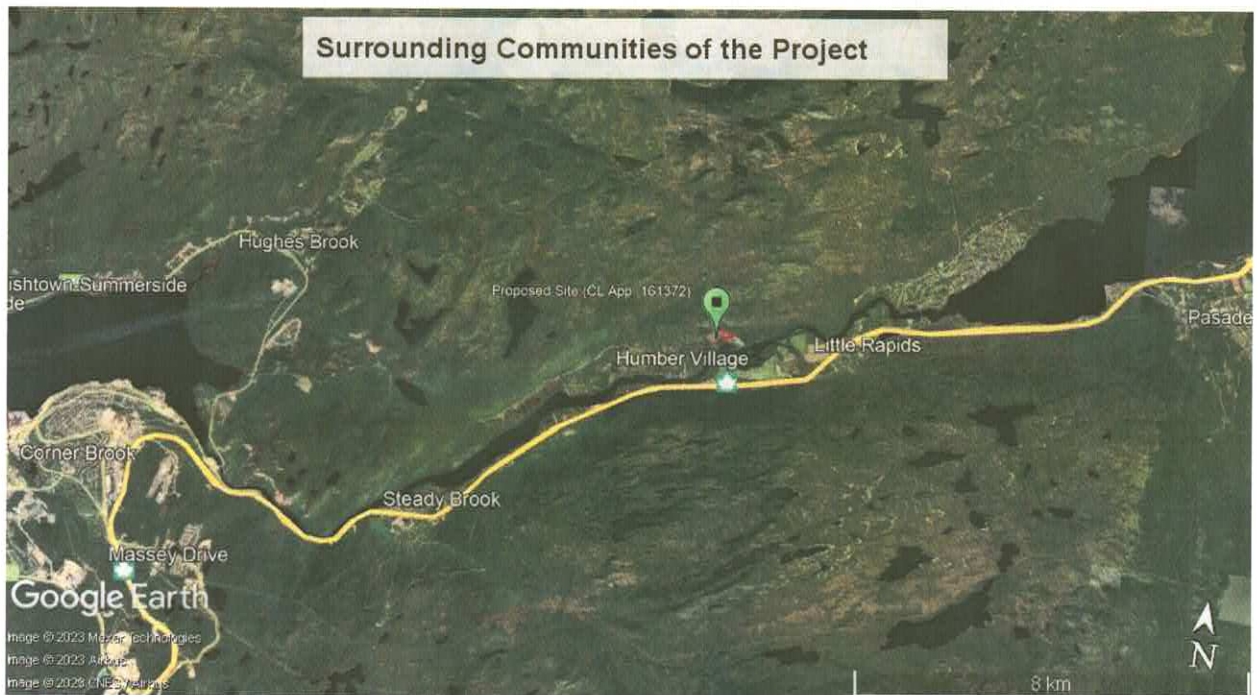 Surrounding Communities of the Project
Hughes Brook
ishtown-Summerside
de
Proposed Site (CL App 161372)
Humber Village
Little Rapids
Pasade
Corner Brook
Steady Brook
Massey Drive
Google Earth
Image © 2023 Maxar Technologies
Image © 2023 Airbus
Image © 2023 CNES / Airbus
N
8 km